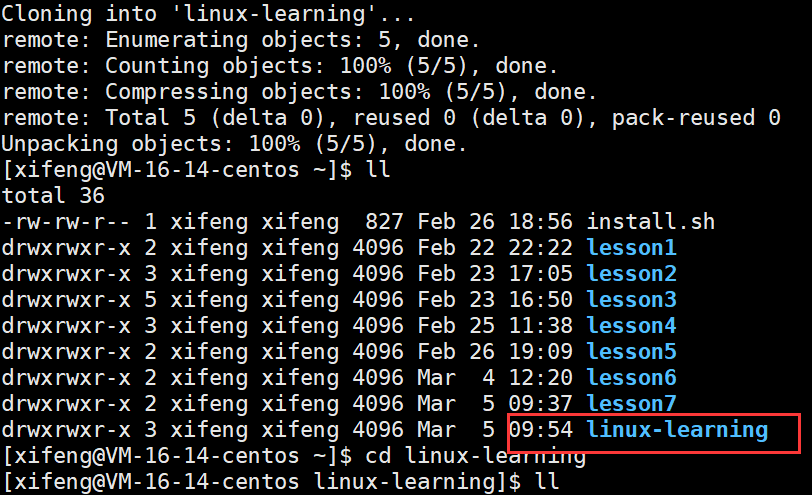 Cloning into 'linux-learning'...
remote: Enumerating objects: 5, done.
remote: Counting objects: 100% (5/5), done.
remote: Compressing objects: 100% (5/5), done.
remote: Total 5 (delta 0), reused 0 (delta 0), pack-reused 0
Unpacking objects: 100% (5/5), done.
[xifeng@VM-16-14-centos ~]$ ll
total 36
-rw-rw-r-- 1 xifeng xifeng  827 Feb 26 18:56 install.sh
drwxrwxr-x 2 xifeng xifeng 4096 Feb 22 22:22 lesson1
drwxrwxr-x 3 xifeng xifeng 4096 Feb 23 17:05 lesson2
drwxrwxr-x 5 xifeng xifeng 4096 Feb 23 16:50 lesson3
drwxrwxr-x 3 xifeng xifeng 4096 Feb 25 11:38 lesson4
drwxrwxr-x 2 xifeng xifeng 4096 Feb 26 19:09 lesson5
drwxrwxr-x 2 xifeng xifeng 4096 Mar  4 12:20 lesson6
drwxrwxr-x 2 xifeng xifeng 4096 Mar  5 09:37 lesson7
drwxrwxr-x 3 xifeng xifeng 4096 Mar  5 09:54 linux-learning
[xifeng@VM-16-14-centos ~]$ cd linux-learning
[xifeng@VM-16-14-centos linux-learning]$ ll